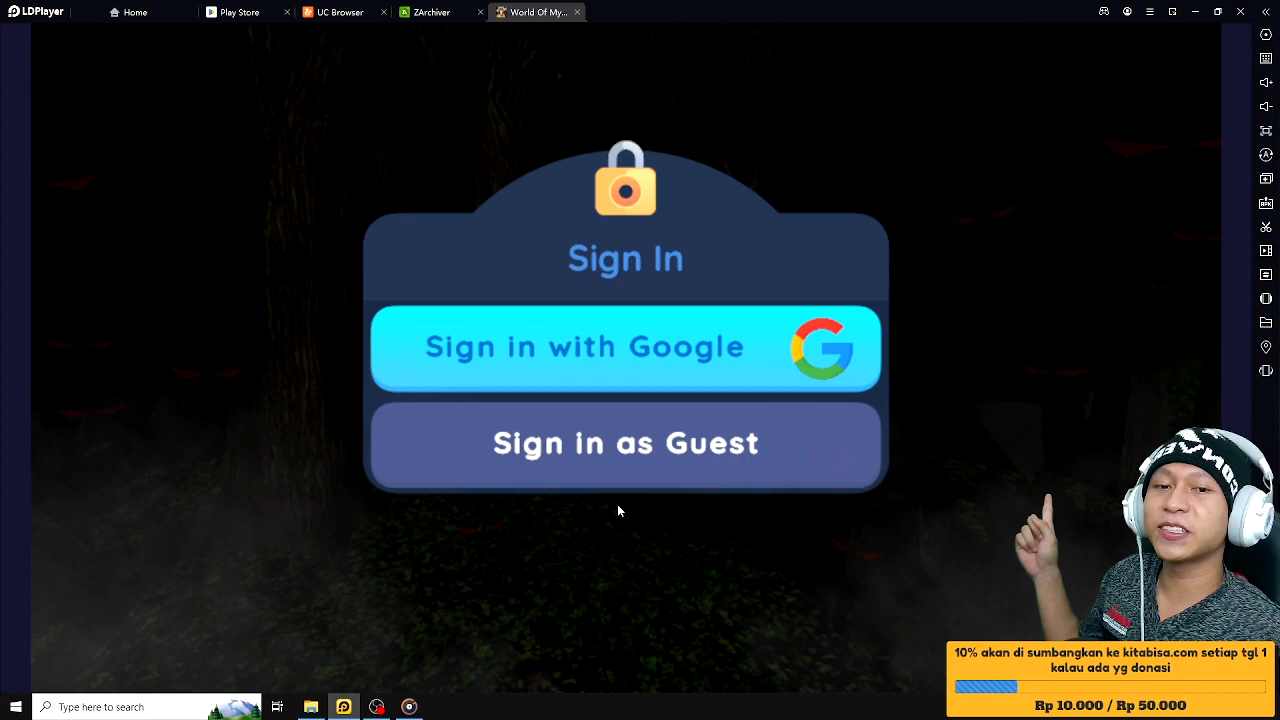 LDPlayer
Home
Play Store
UC Browser
ZArchiver
World Of My...
Sign In
Sign in with Google
Sign in as Guest
10% akan di sumbangkan ke kitabisa.com setiap tgl 1
kalau ada yg donasi
Rp 10.000 / Rp 50.000
Type here to search